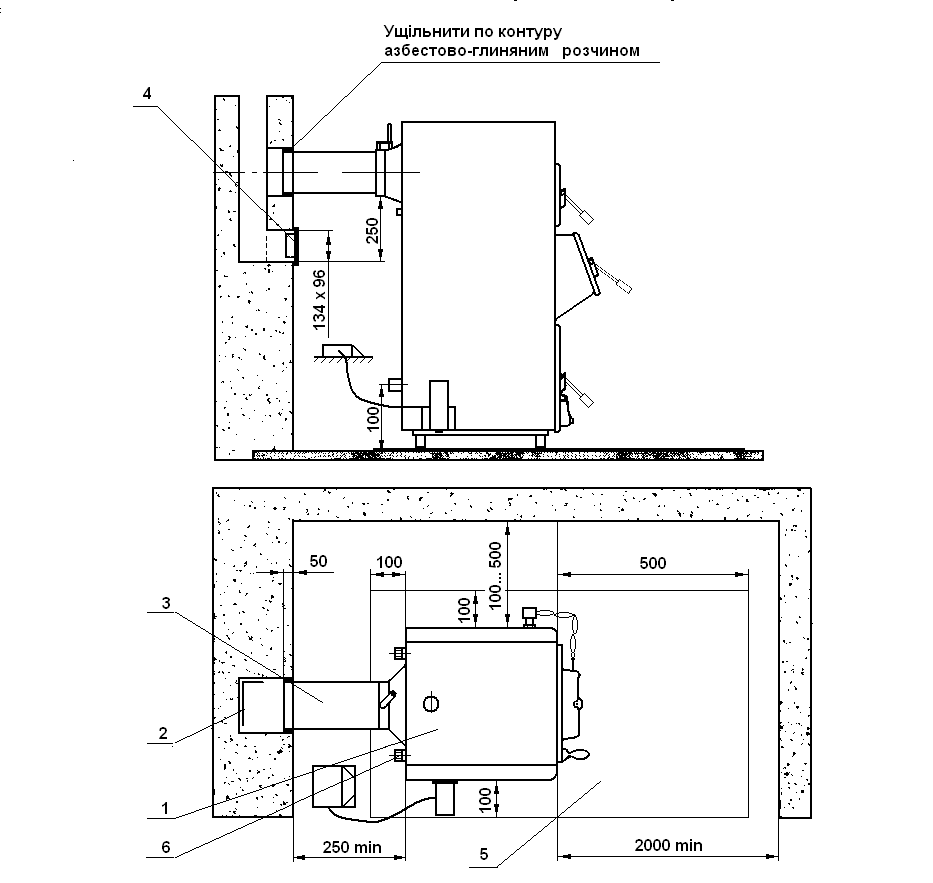 Ущільнити по контуру
азбестово-глиняним розчином
4
250
134 x 96
100
50
100
100... 500
500
100
3
2
1
100
6
250 min
5
2000 min